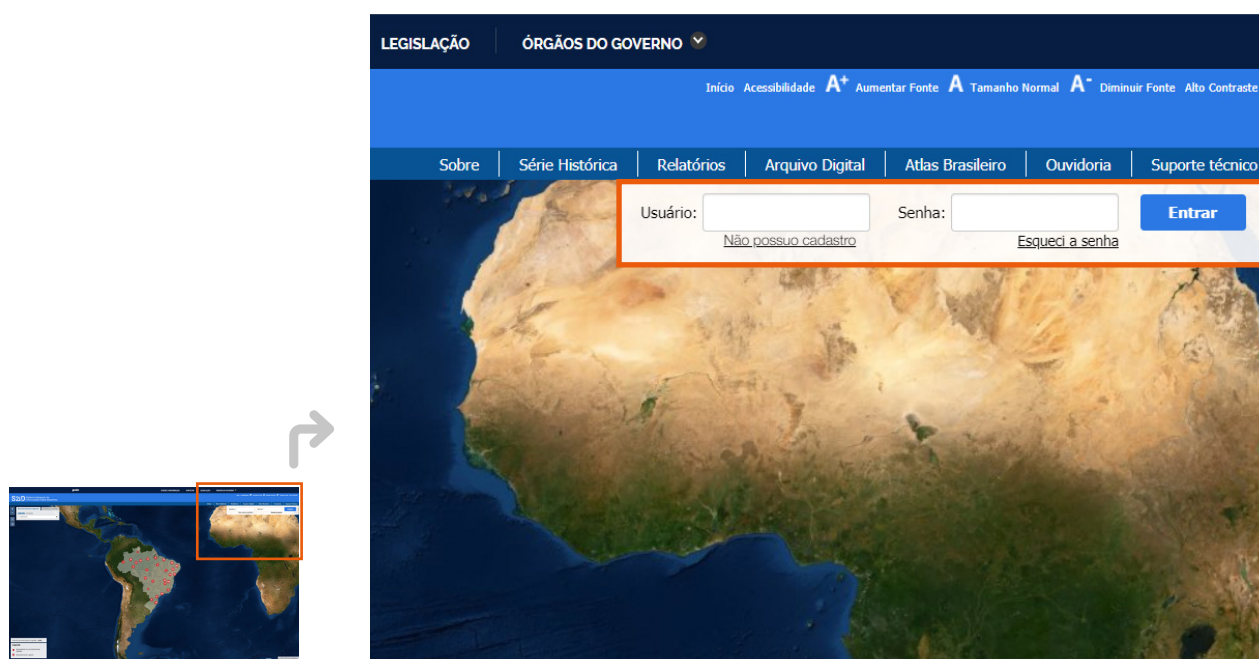 LEGISLAÇÃO ÓRGÃOS DO GOVERNO
Início Acessibilidade A+ Aumentar Fonte A Tamanho Normal A- Diminuir Fonte Alto Contraste
Sobre Série Histórica Relatórios Arquivo Digital Atlas Brasileiro Ouvidoria Suporte técnico
Usuário: Senha: Entrar
Não possuo cadastro Esqueci a senha
S2iD